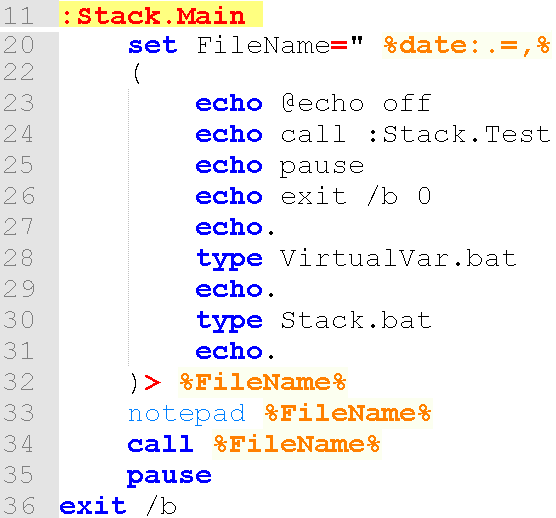 11 :Stack.Main
20 set FileName=" %date:.=,%
22 (
23 echo @echo off
24 echo call :Stack.Test
25 echo pause
26 echo exit /b 0
27 echo.
28 type VirtualVar.bat
29 echo.
30 type Stack.bat
31 echo.
32 )> %FileName%
33 notepad %FileName%
34 call %FileName%
35 pause
36 exit /b